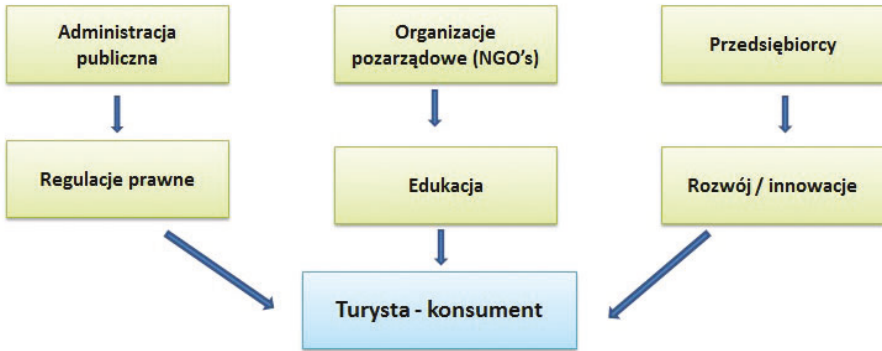 Administracja
publiczna
Organizacje
pozarządowe (NGO's)
Przedsiębiorcy
Regulacje prawne
Edukacja
Rozwój / innowacje
Turysta - konsument